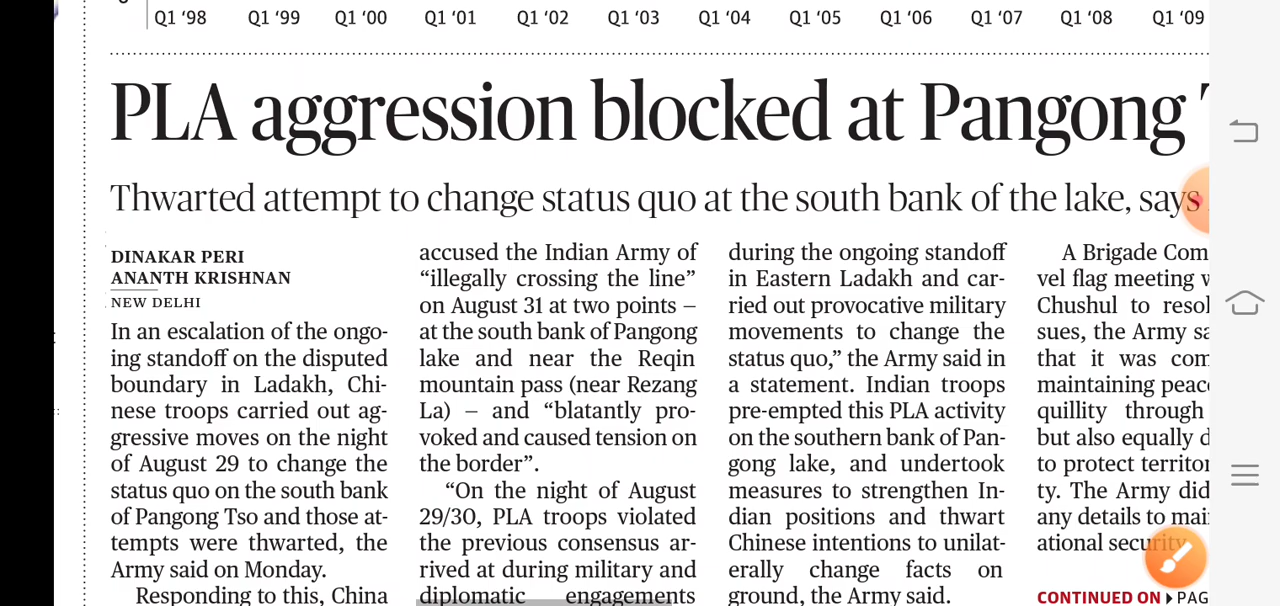 Q1 ‘98 Q1 ‘99 Q1 ‘00 Q1 ‘01 Q1 ‘02 Q1 ‘03 Q1 ‘04 Q1 ‘05 Q1 ‘06 Q1 ‘07 Q1 ‘08 Q1 ‘09
PLA aggression blocked at Pangong
Thwarted attempt to change status quo at the south bank of the lake, says
DINAKAR PERI
ANANTH KRISHNAN
NEW DELHI
In an escalation of the ongo-
ing standoff on the disputed
boundary in Ladakh, Chi-
nese troops carried out ag-
gressive moves on the night
of August 29 to change the
status quo on the south bank
of Pangong Tso and those at-
tempts were thwarted, the
Army said on Monday.
Responding to this, China
accused the Indian Army of
“illegally crossing the line”
on August 31 at two points –
at the south bank of Pangong
lake and near the Reqin
mountain pass (near Rezang
La) – and “blatantly pro-
voked and caused tension on
the border”.
“On the night of August
29/30, PLA troops violated
the previous consensus ar-
rived at during military and
diplomatic engagements
during the ongoing standoff
in Eastern Ladakh and car-
ried out provocative military
movements to change the
status quo,” the Army said in
a statement. Indian troops
pre-empted this PLA activity
on the southern bank of Pan-
gong lake, and undertook
measures to strengthen In-
dian positions and thwart
Chinese intentions to unilat-
erally change facts on
ground, the Army said.
A Brigade Com
vel flag meeting
Chushul to resol
sues, the Army sa
that it was com
maintaining peac
quillity through
but also equally d
to protect territor
ty. The Army did
any details to mai
ational security
CONTINUED ON PAG